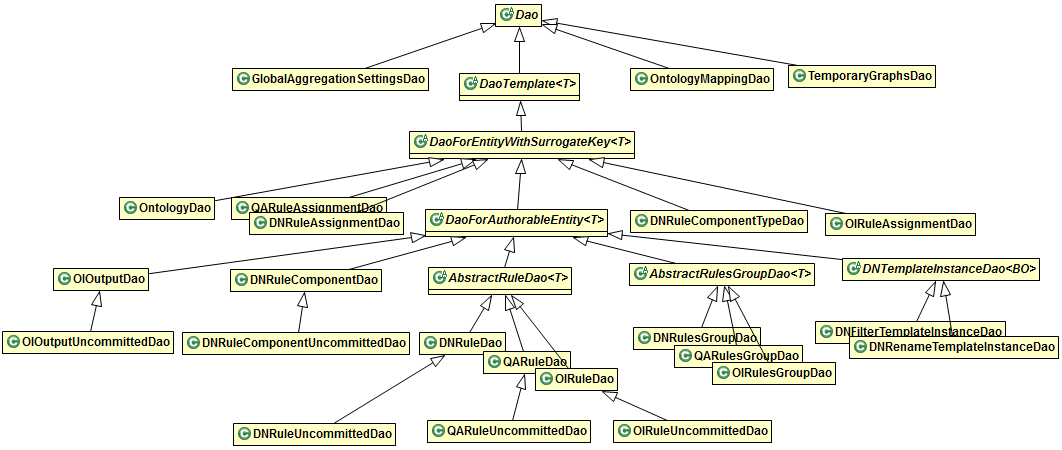 Dao
GlobalAggregationSettingsDao
DaoTemplate<T>
OntologyMappingDao
TemporaryGraphsDao
DaoForEntityWithSurrogateKey<T>
OntologyDao
QARuleAssignmentDao
DNRuleAssignmentDao
DaoForAuthorableEntity<T>
DNRuleComponentTypeDao
OIRuleAssignmentDao
OIOutputDao
DNRuleComponentDao
AbstractRuleDao<T>
AbstractRulesGroupDao<T>
DNTemplateInstanceDao<BO>
OIOutputUncommittedDao
DNRuleComponentUncommittedDao
DNRuleDao
QARuleDao
OIRuleDao
DNRulesGroupDao
QARulesGroupDao
OIRulesGroupDao
DNFilterTemplateInstanceDao
DNRenameTemplateInstanceDao
DNRuleUncommittedDao
QARuleUncommittedDao
OIRuleUncommittedDao